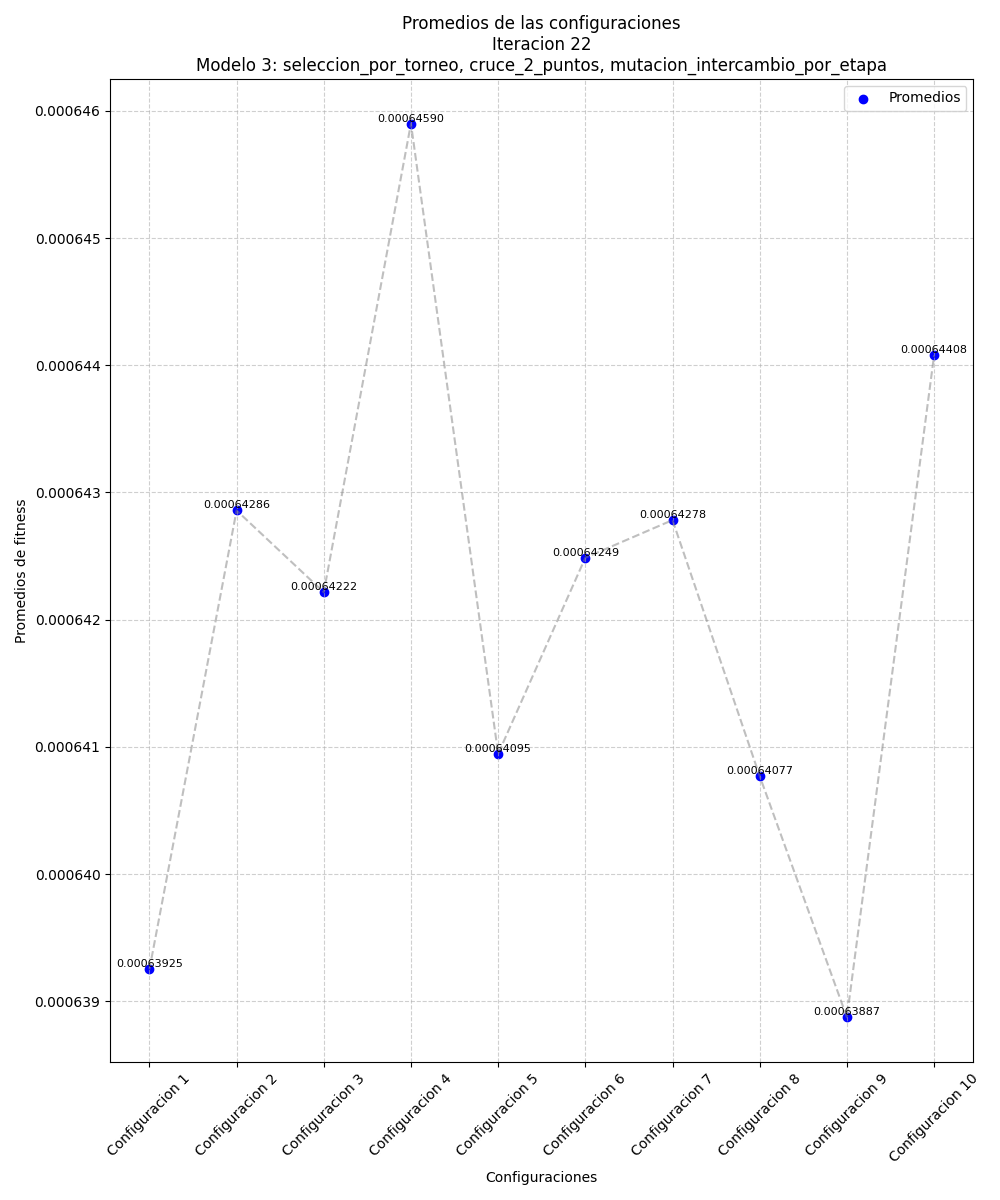 Promedios de las configuraciones
Iteracion 22
Modelo 3: seleccion_por_torneo, cruce_2_puntos, mutacion_intercambio_por_etapa
Promedios
0.000646
0.000645
0.000644
0.000643
0.000642
0.000641
0.000640
0.000639
Promedios de fitness
0.00063925
0.00064286
0.00064222
0.00064590
0.00064095
0.00064249
0.00064278
0.00064077
0.00063887
0.00064408
Configuracion 1
Configuracion 2
Configuracion 3
Configuracion 4
Configuracion 5
Configuracion 6
Configuracion 7
Configuracion 8
Configuracion 9
Configuracion 10
Configuraciones